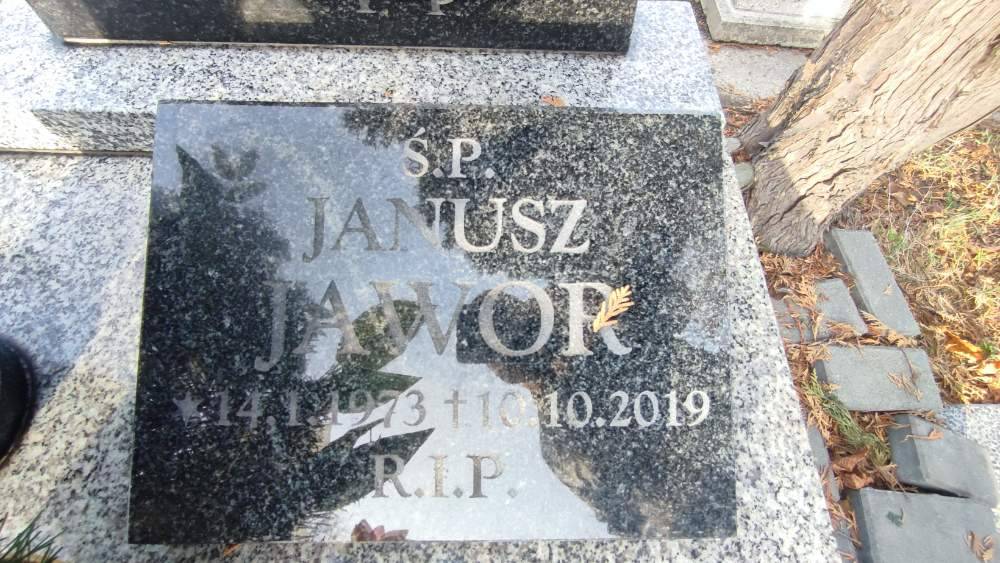 Ś.P.
JANUSZ
JAWOR
★14.1.1973 †10.10.2019
R.I.P.